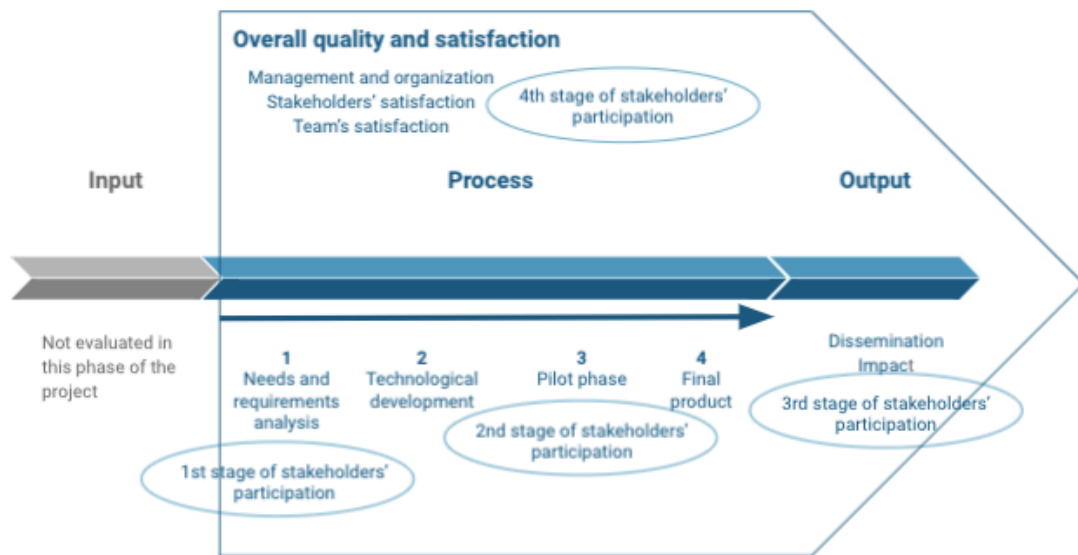 Overall quality and satisfaction
Management and organization
Stakeholders' satisfaction
Team's satisfaction
4th stage of stakeholders'
participation
Input
Process
Output
Not evaluated in
this phase of the
project
1
Needs and
requirements
analysis
2
Technological
development
3
Pilot phase
4
Final
product
Dissemination
Impact
1st stage of stakeholders'
participation
2nd stage of stakeholders'
participation
3rd stage of stakeholders'
participation